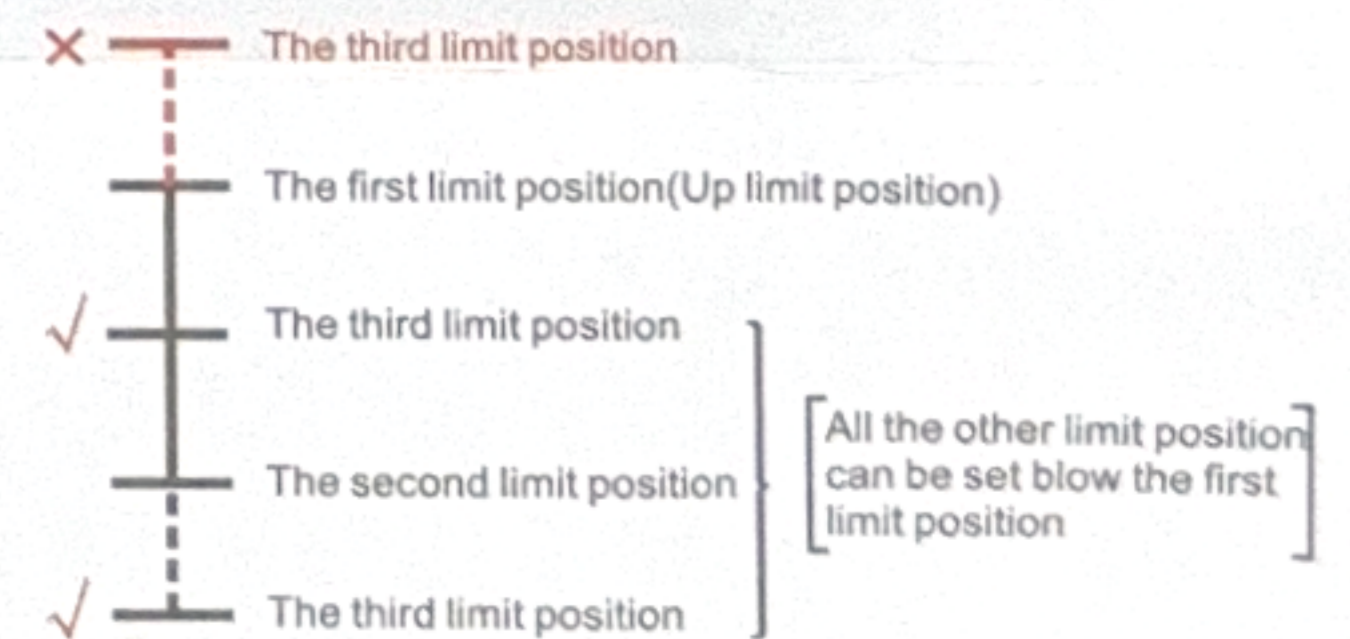 The third limit position
The first limit position(Up limit position)
The third limit position
The second limit position
All the other limit position
can be set blow the first
limit position
The third limit position